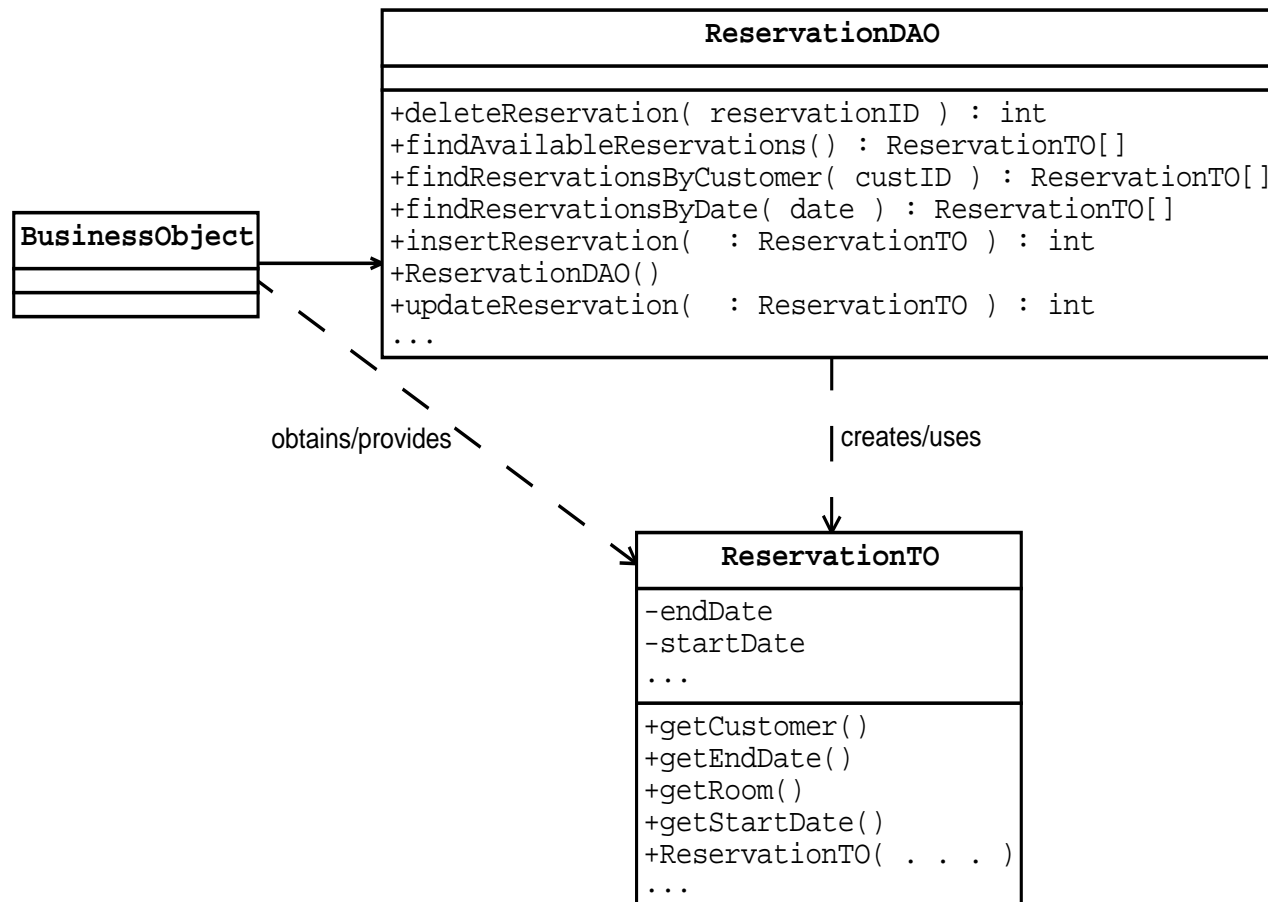 ReservationDAO
+deleteReservation( reservationID ) : int
+findAvailableReservations() : ReservationTO[]
+findReservationsByCustomer( custID ) : ReservationTO[]
+findReservationsByDate( date ) : ReservationTO[]
+insertReservation(  : ReservationTO ) : int
+ReservationDAO()
+updateReservation(  : ReservationTO ) : int
...
BusinessObject
obtains/provides
creates/uses
ReservationTO
-endDate
-startDate
...
+getCustomer()
+getEndDate()
+getRoom()
+getStartDate()
+ReservationTO( . . . )
...